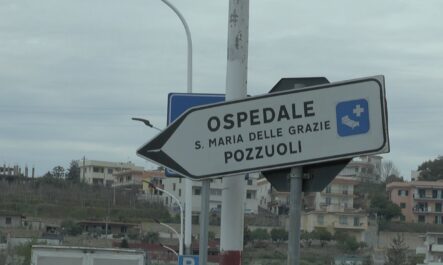 OSPEDALE
S. MARIA DELLE GRAZIE
POZZUOLI
P